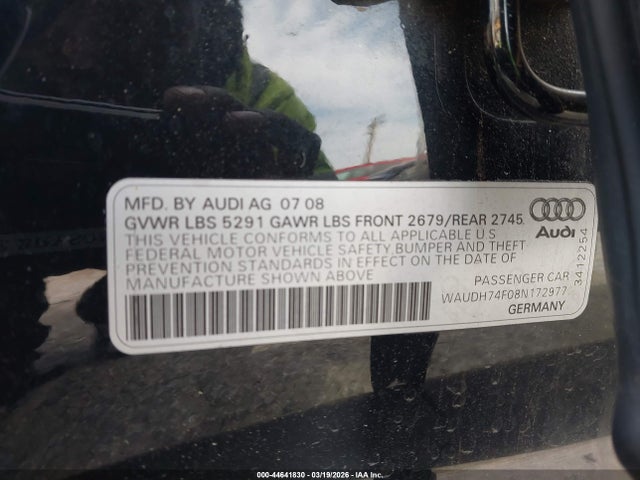 MFD. BY AUDI AG 07 08
GVWR LBS 5291 GAWR LBS FRONT 2679/REAR 2745
THIS VEHICLE CONFORMS TO ALL APPLICABLE U S
FEDERAL MOTOR VEHICLE SAFETY BUMPER AND THEFT
PREVENTION STANDARDS IN EFFECT ON THE DATE OF
MANUFACTURE SHOWN ABOVE
Audi
3412254
PASSENGER CAR
WAUDH74F08N172977
GERMANY
000-44641830 - 03/19/2026 - IAA Inc.